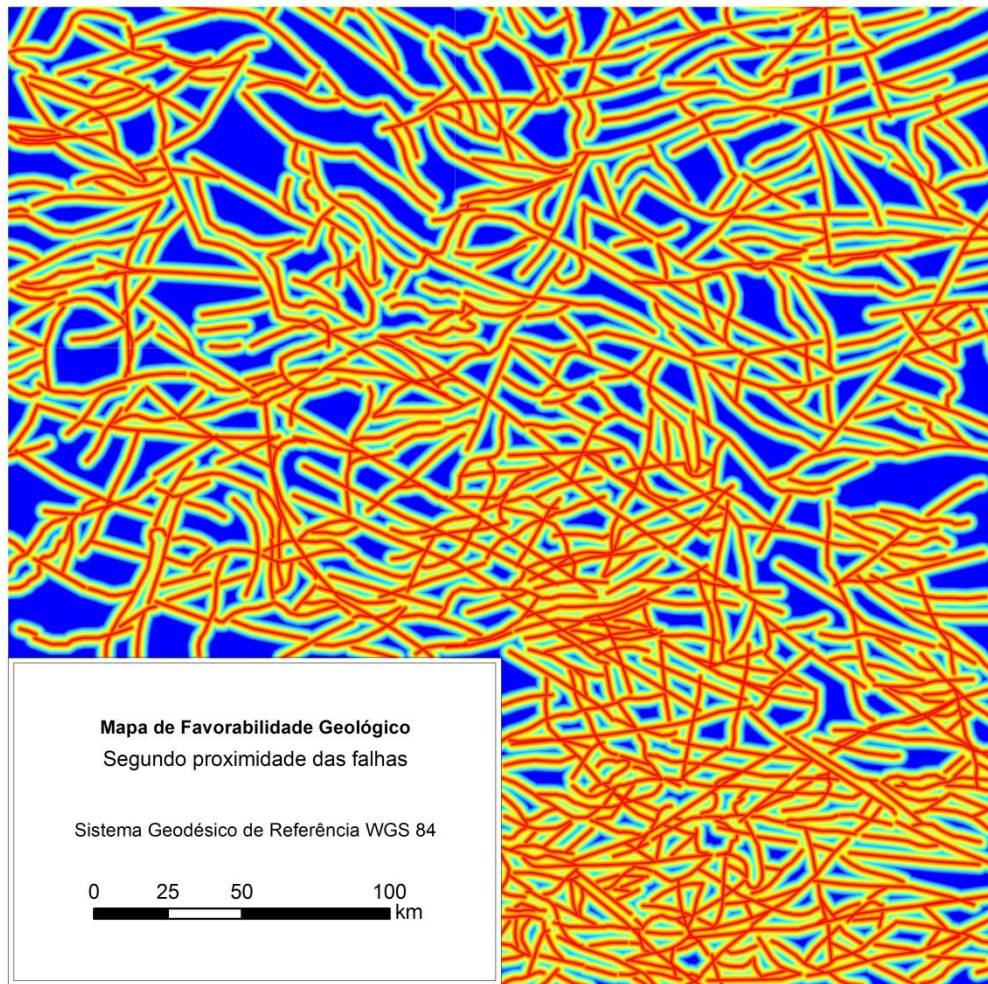 Mapa de Favorabilidade Geológico
Segundo proximidade das falhas
Sistema Geodésico de Referência WGS 84
0 25 50 100
km